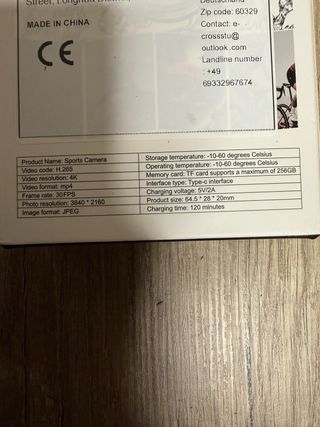 Street, Longhua District,
MADE IN CHINA
CE
Deutschland
Zip code: 60329
Contact: e-
crossstu@
outlook.com
Landline number
: +49
69332967674
Product Name: Sports Camera
Video code: H.265
Video resolution: 4K
Video format: mp4
Frame rate: 30FPS
Photo resolution: 3840 * 2160
Image format: JPEG
Storage temperature: -10-60 degrees Celsius
Operating temperature: -10-60 degrees Celsius
Memory card: TF card supports a maximum of 256GB
Interface type: Type-c interface
Charging voltage: 5V/2A
Product size: 64.5 * 28 * 20mm
Charging time: 120 minutes